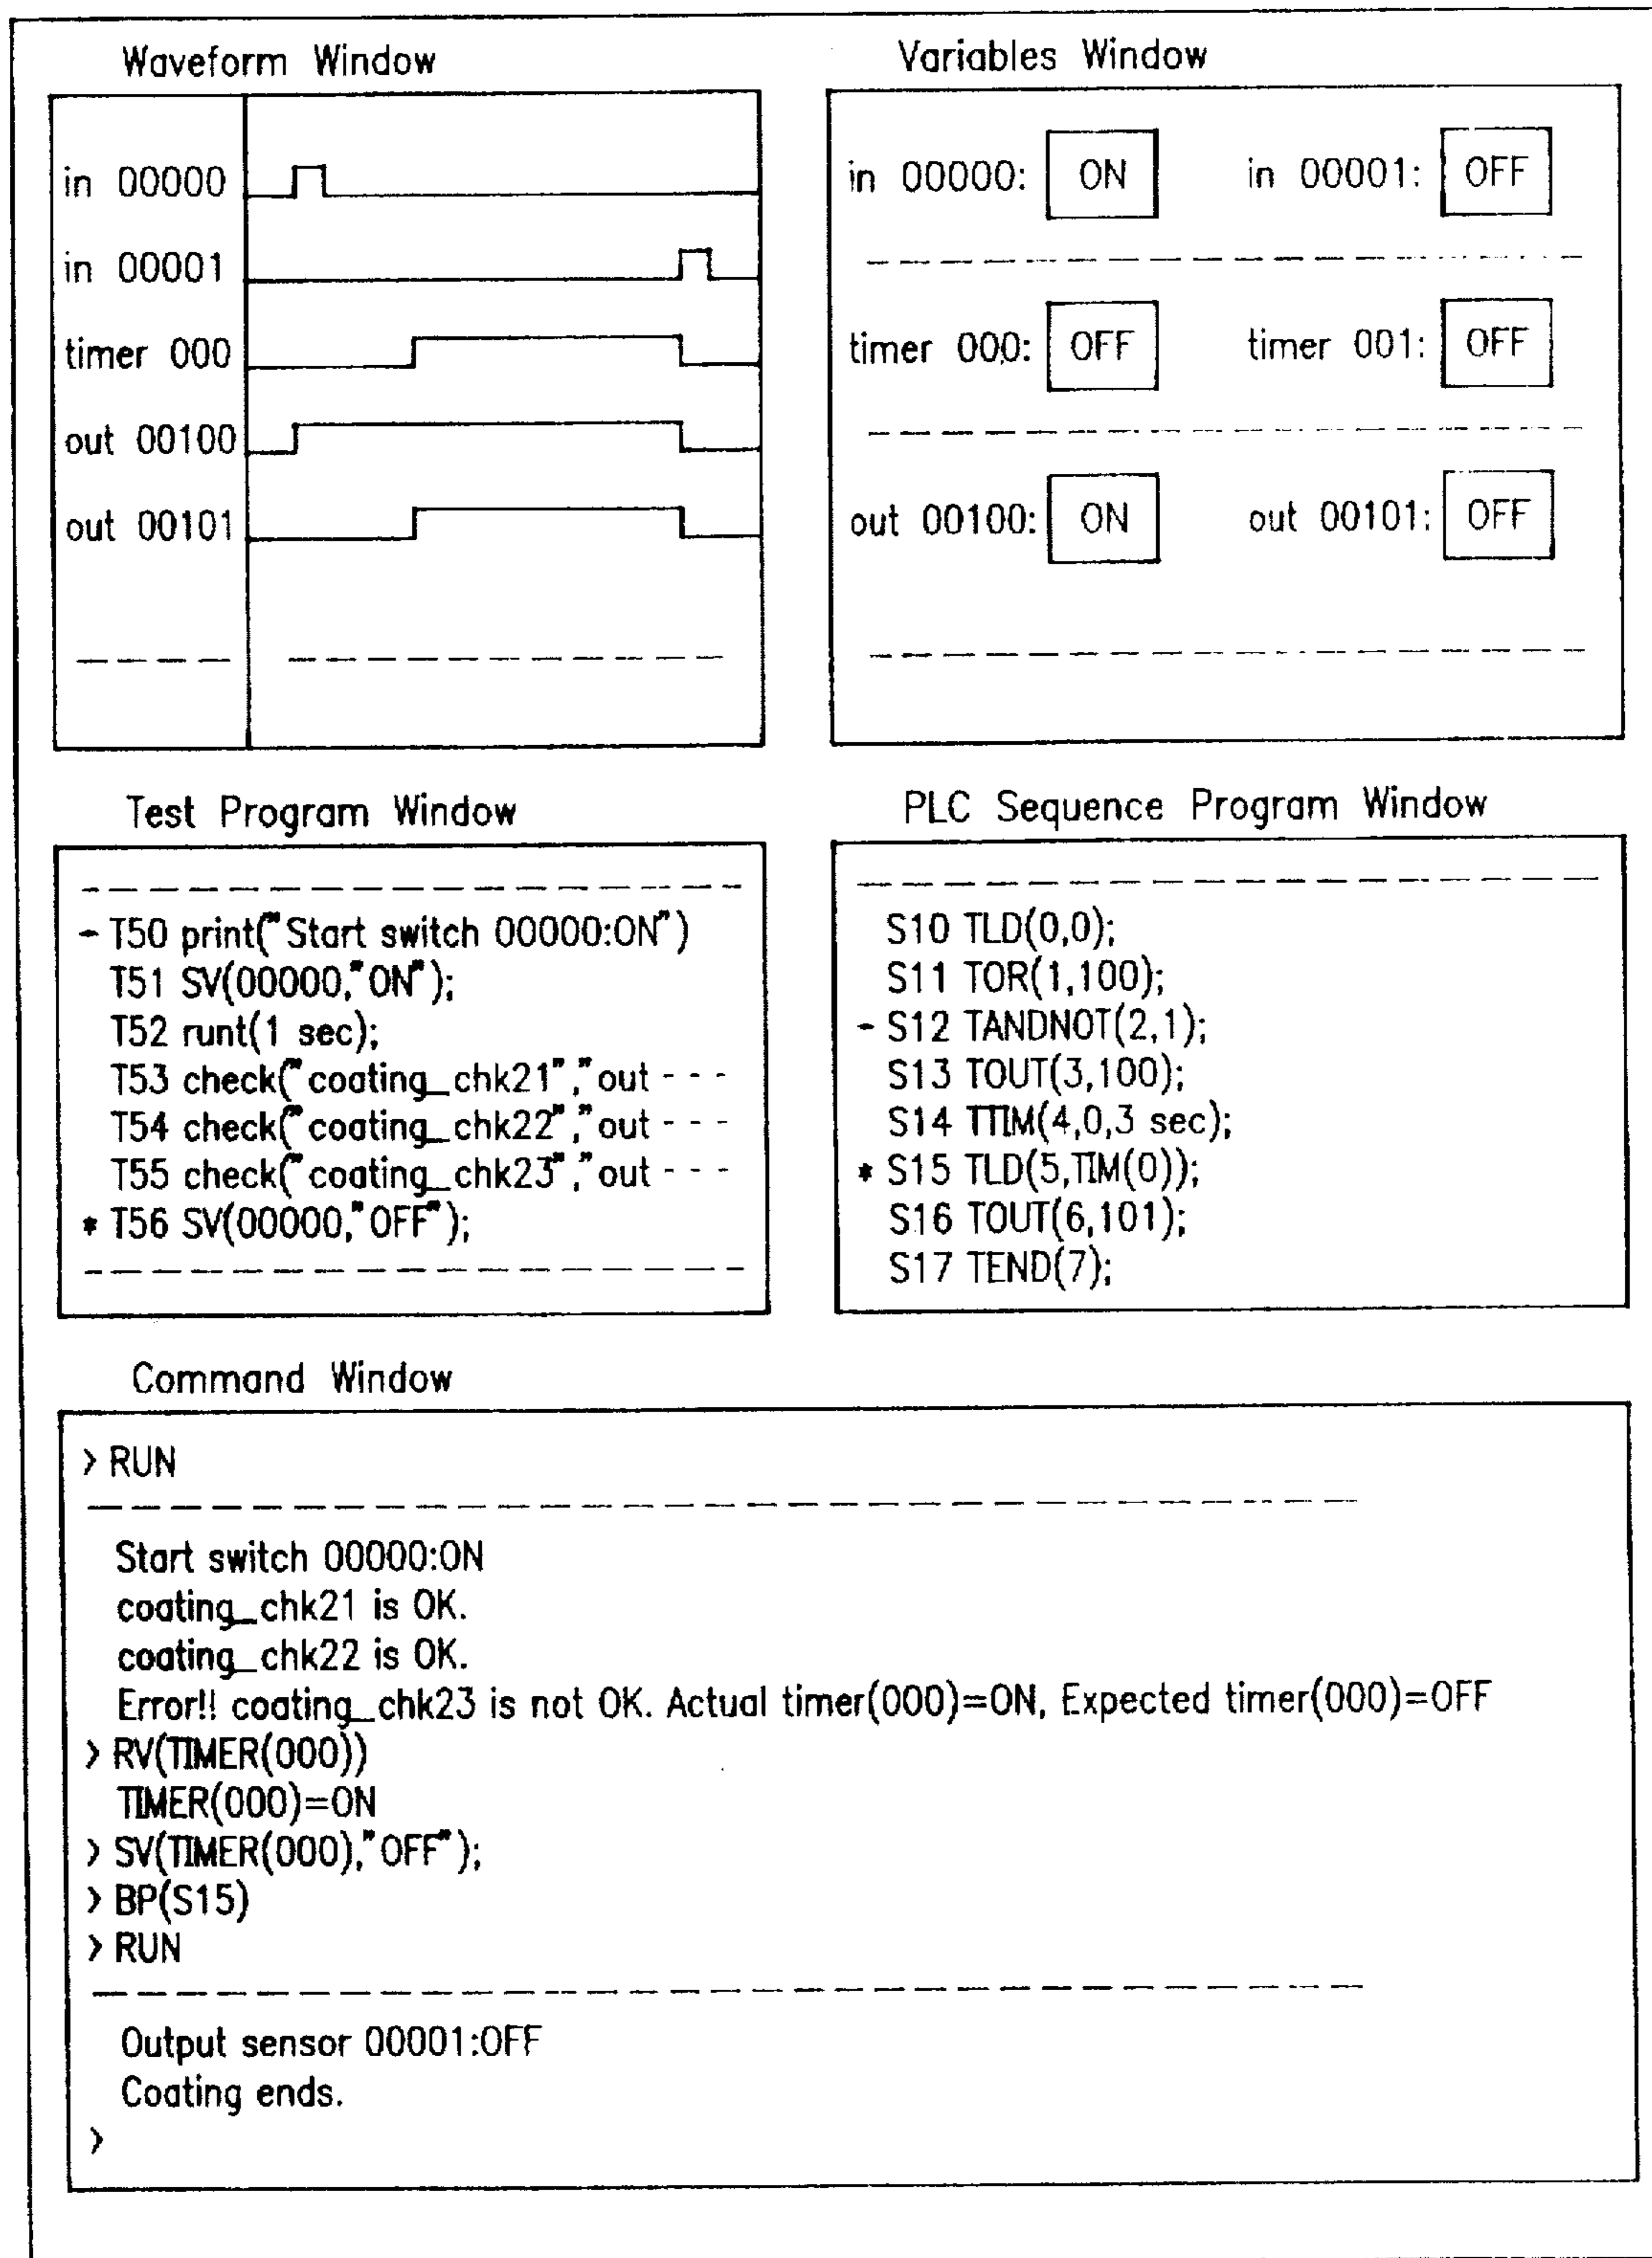 Waveform Window
in 00000
in 00001
timer 000
out 00100
out 00101
Variables Window
in 00000: ON in 00001: OFF
timer 000: OFF timer 001: OFF
out 00100: ON out 00101: OFF
Test Program Window
- T50 print("Start switch 00000:ON")
T51 SV(00000,"ON");
T52 runt(1 sec);
T53 check("coating_chk21","out - - -
T54 check("coating_chk22","out - - -
T55 check("coating_chk23","out - - -
* T56 SV(00000,"OFF");
PLC Sequence Program Window
S10 TLD(0,0);
S11 TOR(1,100);
- S12 TANDNOT(2,1);
S13 TOUT(3,100);
S14 TTIM(4,0,3 sec);
* S15 TLD(5,TIM(0));
S16 TOUT(6,101);
S17 TEND(7);
Command Window
> RUN
Start switch 00000:ON
coating_chk21 is OK.
coating_chk22 is OK.
Error!! coating_chk23 is not OK. Actual timer(000)=ON, Expected timer(000)=OFF
> RV(TIMER(000))
TIMER(000)=ON
> SV(TIMER(000),"OFF");
> BP(S15)
> RUN
Output sensor 00001:OFF
Coating ends.
>